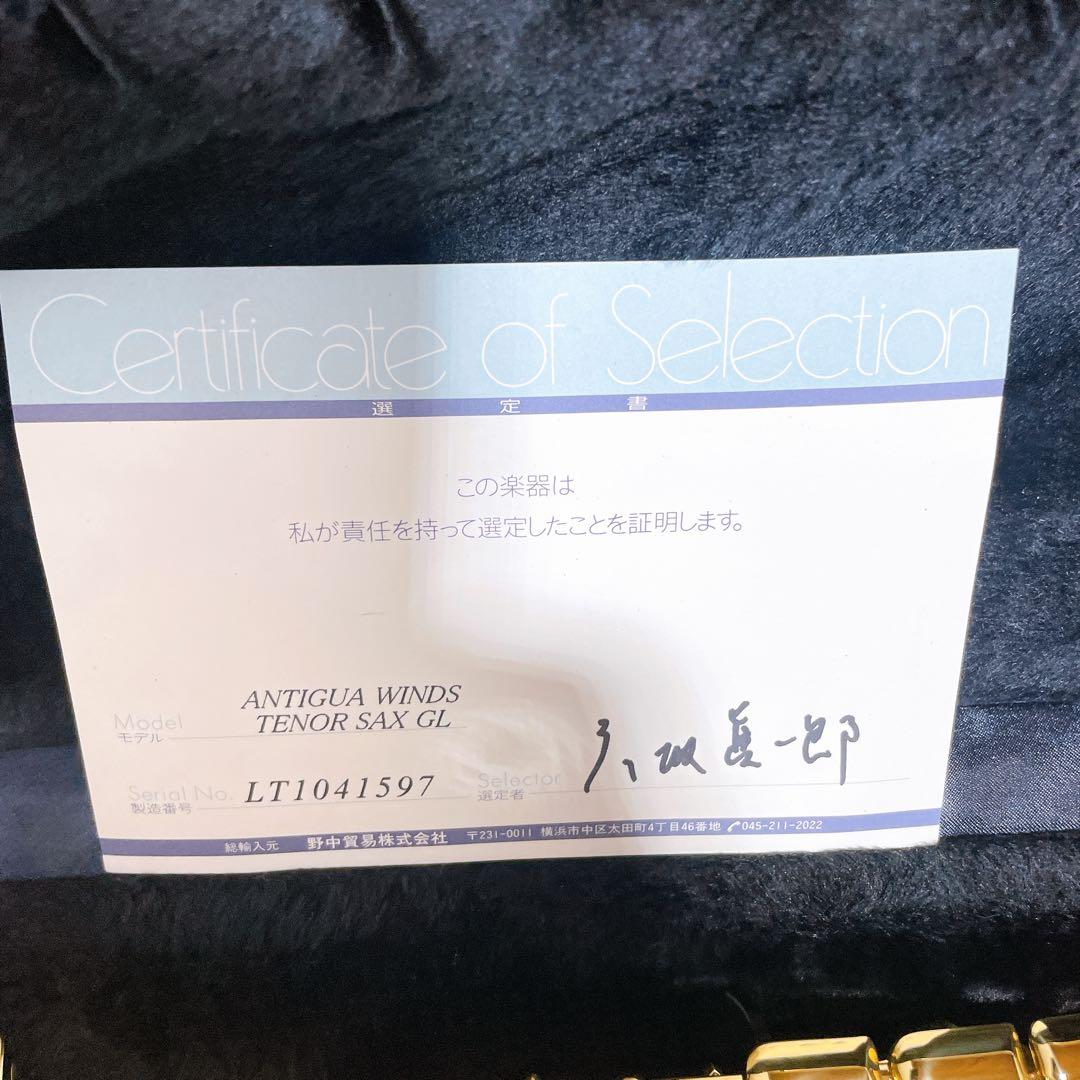 Certificate of Selection
選定書
この楽器は
私が責任を持って選定したことを証明します。
Model
モデル
ANTIGUA WINDS
TENOR SAX GL
Serial No.
製造番号
LT1041597
Selector
選定者
眞一郎
総輸入元 野中貿易株式会社 〒231-0011 横浜市中区太田町4丁目46番地 045-211-2022